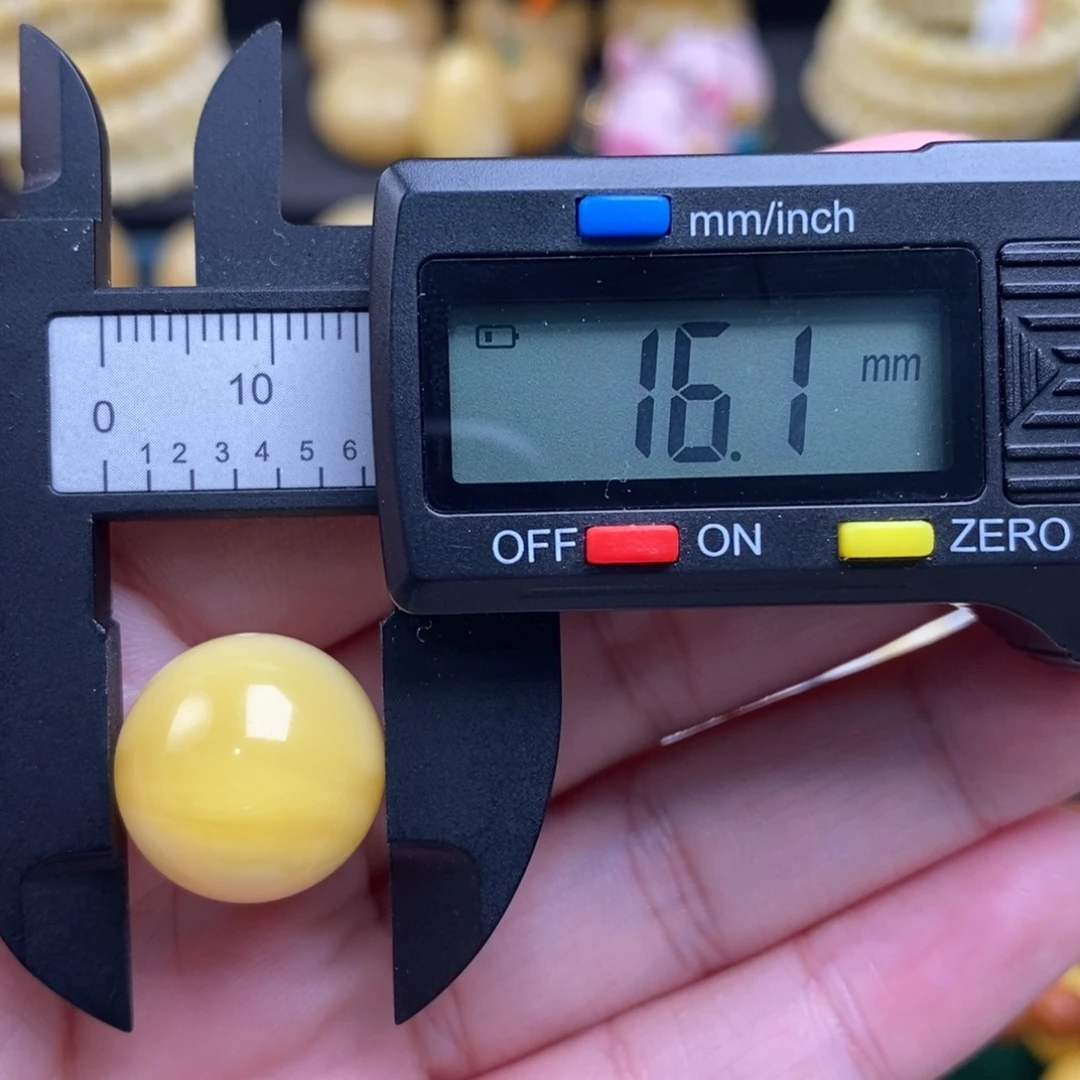 mm/inch
16.1 mm
0 10
1 2 3 4 5 6
OFF ON ZERO